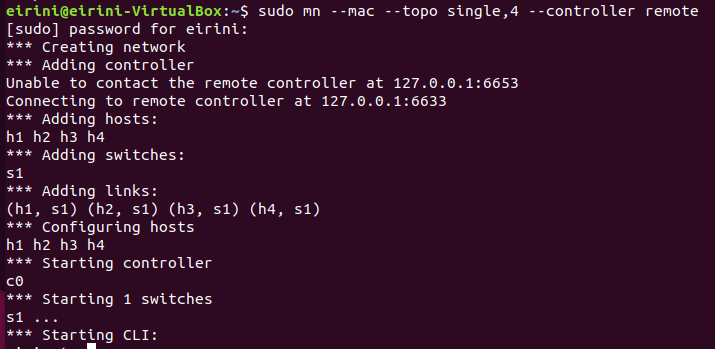 eirini@eirini-VirtualBox:~$ sudo mn --mac --topo single,4 --controller remote
[sudo] password for eirini:
*** Creating network
*** Adding controller
Unable to contact the remote controller at 127.0.0.1:6653
Connecting to remote controller at 127.0.0.1:6633
*** Adding hosts:
h1 h2 h3 h4
*** Adding switches:
s1
*** Adding links:
(h1, s1) (h2, s1) (h3, s1) (h4, s1)
*** Configuring hosts
h1 h2 h3 h4
*** Starting controller
c0
*** Starting 1 switches
s1 ...
*** Starting CLI: